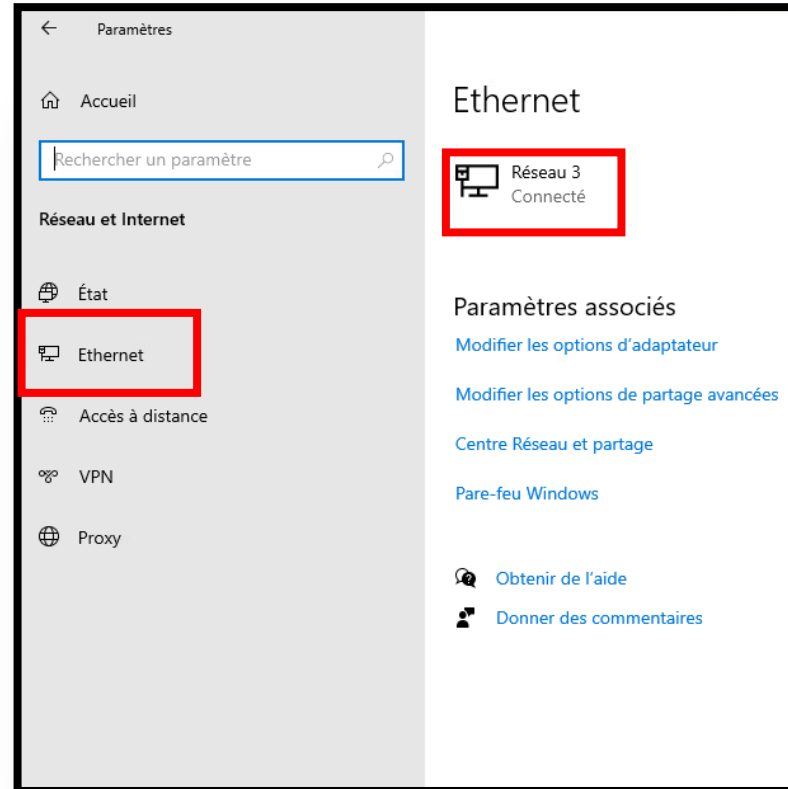 Paramètres
Accueil
Rechercher un paramètre
Réseau et Internet
État
Ethernet
Accès à distance
VPN
Proxy
Ethernet
Réseau 3
Connecté
Paramètres associés
Modifier les options d’adaptateur
Modifier les options de partage avancées
Centre Réseau et partage
Pare-feu Windows
Obtenir de l’aide
Donner des commentaires